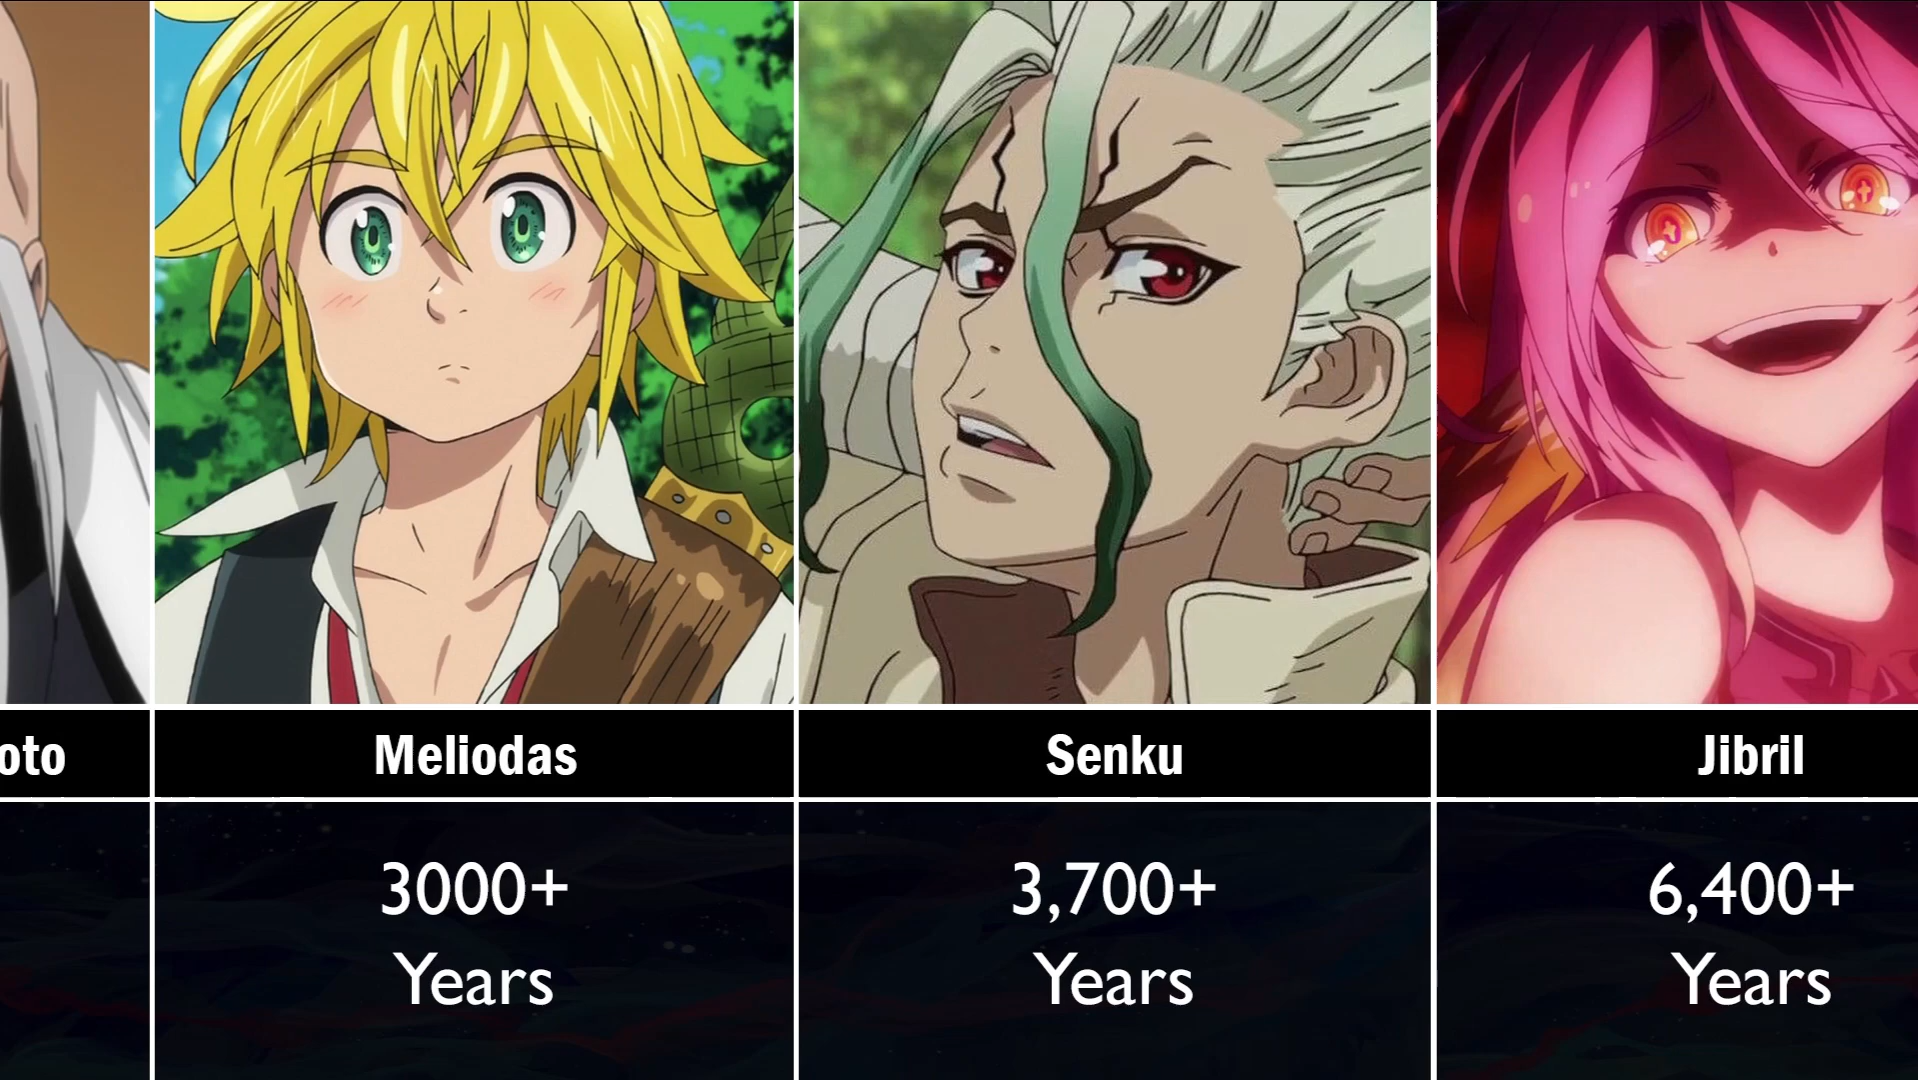 oto
Meliodas
Senku
Jibril
3000+
Years
3,700+
Years
6,400+
Years